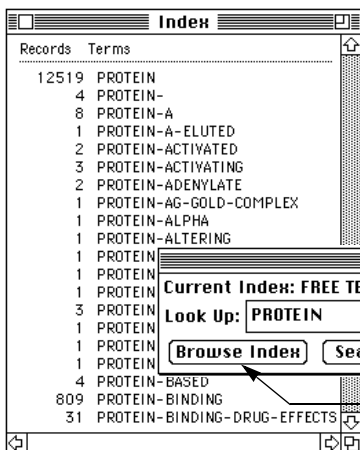 Index
Records Terms
12519 PROTEIN
4 PROTEIN-
8 PROTEIN-A
1 PROTEIN-A-ELUTED
2 PROTEIN-ACTIVATED
3 PROTEIN-ACTIVATING
2 PROTEIN-ADENYLATE
1 PROTEIN-AG-GOLD-COMPLEX
1 PROTEIN-ALPHA
1 PROTEIN-ALTERING
1 PROTEIN
1 PROTEIN
1 PROTEIN
3 PROTEIN
1 PROTEIN
1 PROTEIN
1 PROTEIN
4 PROTEIN-BASED
809 PROTEIN-BINDING
31 PROTEIN-BINDING-DRUG-EFFECTS
Current Index: FREE TE
Look Up: PROTEIN
Browse Index Sea